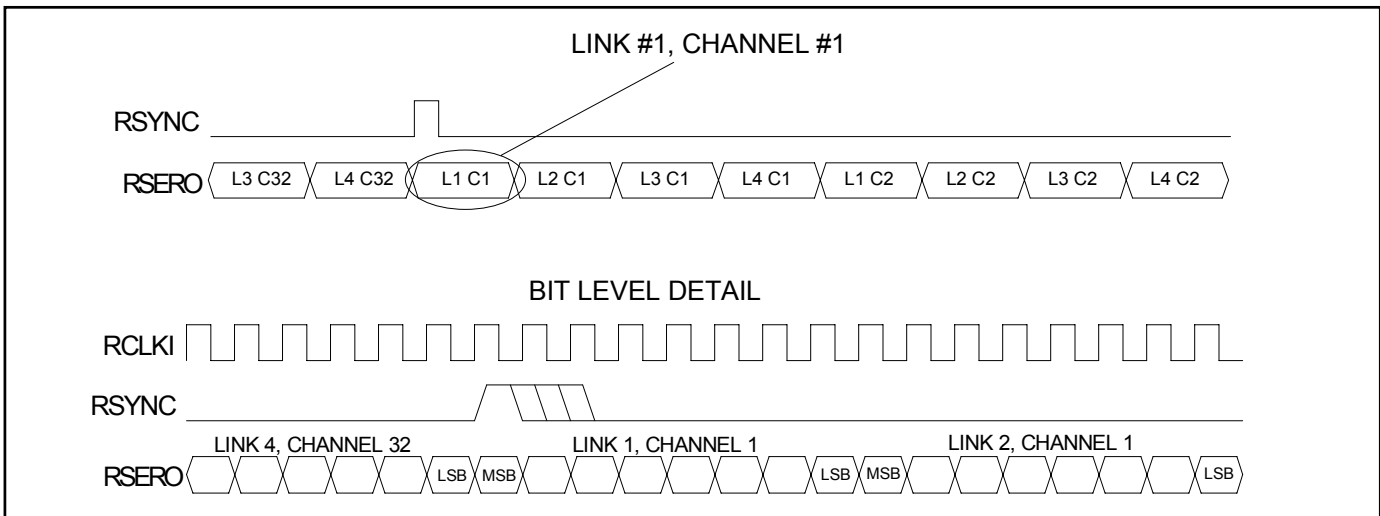 LINK #1, CHANNEL #1
RSYNC
RSERO L3 C32 L4 C32 L1 C1 L2 C1 L3 C1 L4 C1 L1 C2 L2 C2 L3 C2 L4 C2
BIT LEVEL DETAIL
RCLKI
RSYNC
LINK 4, CHANNEL 32 LINK 1, CHANNEL 1 LINK 2, CHANNEL 1
RSERO LSB MSB LSB MSB LSB